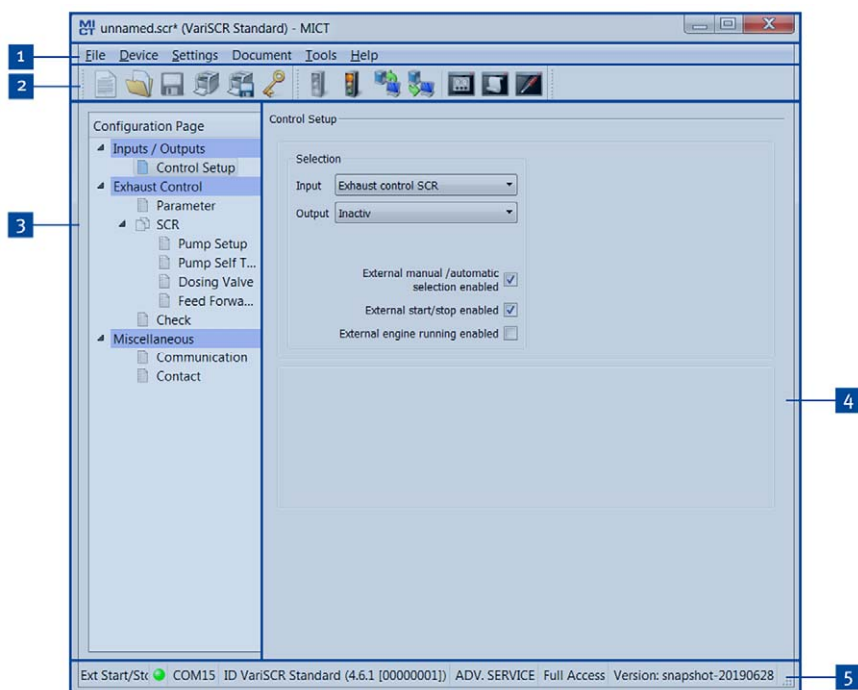 MICT unnamed.scr* (VariSCR Standard) - MICT
1
File Device Settings Document Tools Help
2
Configuration Page
Inputs / Outputs
Control Setup
Exhaust Control
Parameter
SCR
Pump Setup
Pump Self T...
Dosing Valve
Feed Forwa...
Check
Miscellaneous
Communication
Contact
3
Control Setup
Selection
Input Exhaust control SCR
Output Inactiv
External manual /automatic
selection enabled
External start/stop enabled
External engine running enabled
4
Ext Start/Stc COM15 ID VariSCR Standard (4.6.1 [00000001]) ADV. SERVICE Full Access Version: snapshot-20190628
5